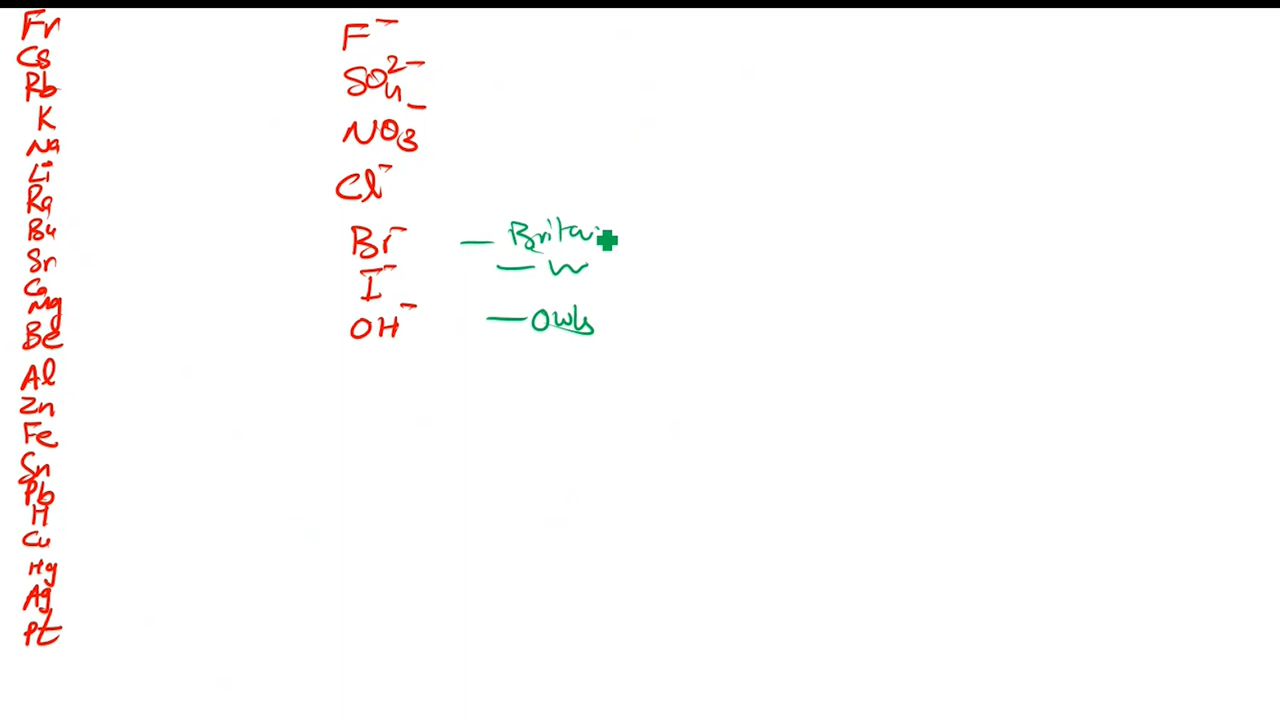 Fr
Cs
Rb
K
Na
Li
Ra
Ba
Sr
Ca
Mg
Be
Al
Zn
Fe
Sn
Pb
H
Cu
Hg
Ag
Pt
F⁻
SO₄²⁻
NO₃⁻
Cl⁻
Br⁻ — Britai
I⁻ —
OH⁻ — Owls